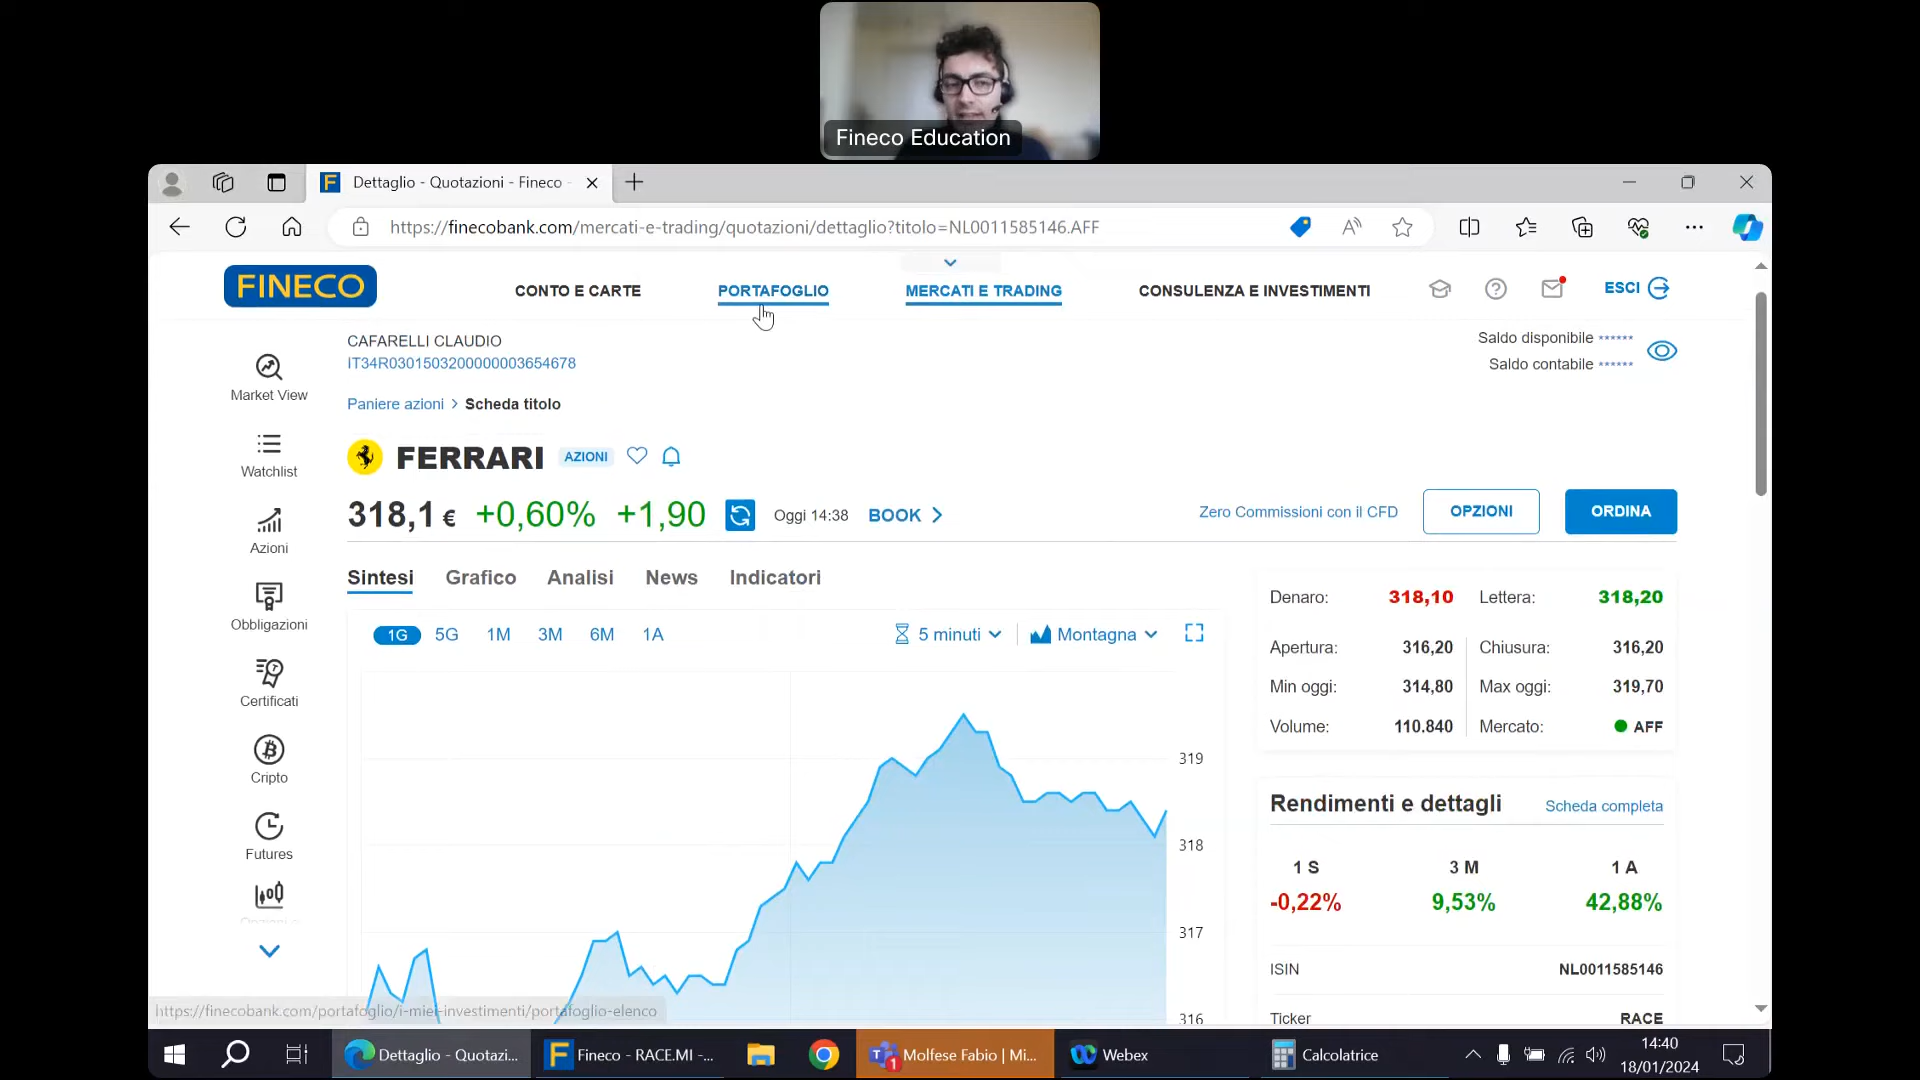 Fineco Education
Dettaglio - Quotazioni - Fineco -
https://finecobank.com/mercati-e-trading/quotazioni/dettaglio?titolo=NL0011585146.AFF
FINECO
CONTO E CARTE
PORTAFOGLIO
MERCATI E TRADING
CONSULENZA E INVESTIMENTI
ESCI
CAFARELLI CLAUDIO
IT34R0301503200000003654678
Saldo disponibile ******
Saldo contabile ******
Paniere azioni > Scheda titolo
Market View
Watchlist
Azioni
Obbligazioni
Certificati
Cripto
Futures
FERRARI AZIONI
318,1 € +0,60% +1,90 Oggi 14:38 BOOK
Zero Commissioni con il CFD
OPZIONI
ORDINA
Sintesi Grafico Analisi News Indicatori
1G 5G 1M 3M 6M 1A
5 minuti
Montagna
319
318
317
316
Denaro: 318,10 Lettera: 318,20
Apertura: 316,20 Chiusura: 316,20
Min oggi: 314,80 Max oggi: 319,70
Volume: 110.840 Mercato: AFF
Rendimenti e dettagli Scheda completa
1 S 3 M 1 A
-0,22% 9,53% 42,88%
ISIN NL0011585146
Ticker RACE
https://finecobank.com/portafoglio/i-miei-investimenti/portafoglio-elenco
Dettaglio - Quotazi...
Fineco - RACE.MI -...
1
Molfese Fabio | Mi...
Webex
Calcolatrice
14:40
18/01/2024